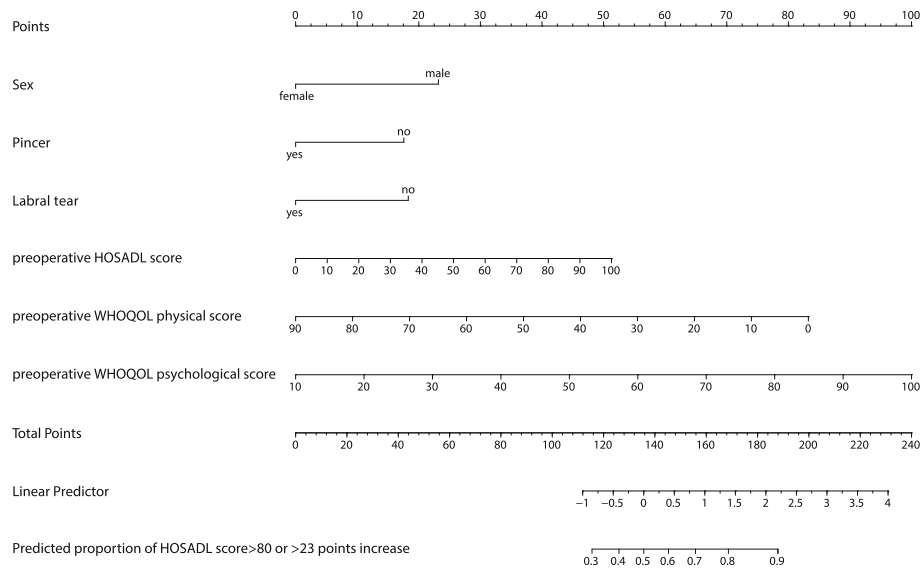 Points
0 10 20 30 40 50 60 70 80 90 100
Sex
male
female
Pincer
no
yes
Labral tear
no
yes
preoperative HOSADL score
0 10 20 30 40 50 60 70 80 90 100
preoperative WHOQOL physical score
90 80 70 60 50 40 30 20 10 0
preoperative WHOQOL psychological score
10 20 30 40 50 60 70 80 90 100
Total Points
0 20 40 60 80 100 120 140 160 180 200 220 240
Linear Predictor
−1 −0.5 0 0.5 1 1.5 2 2.5 3 3.5 4
Predicted proportion of HOSADL score>80 or >23 points increase
0.3 0.4 0.5 0.6 0.7 0.8 0.9